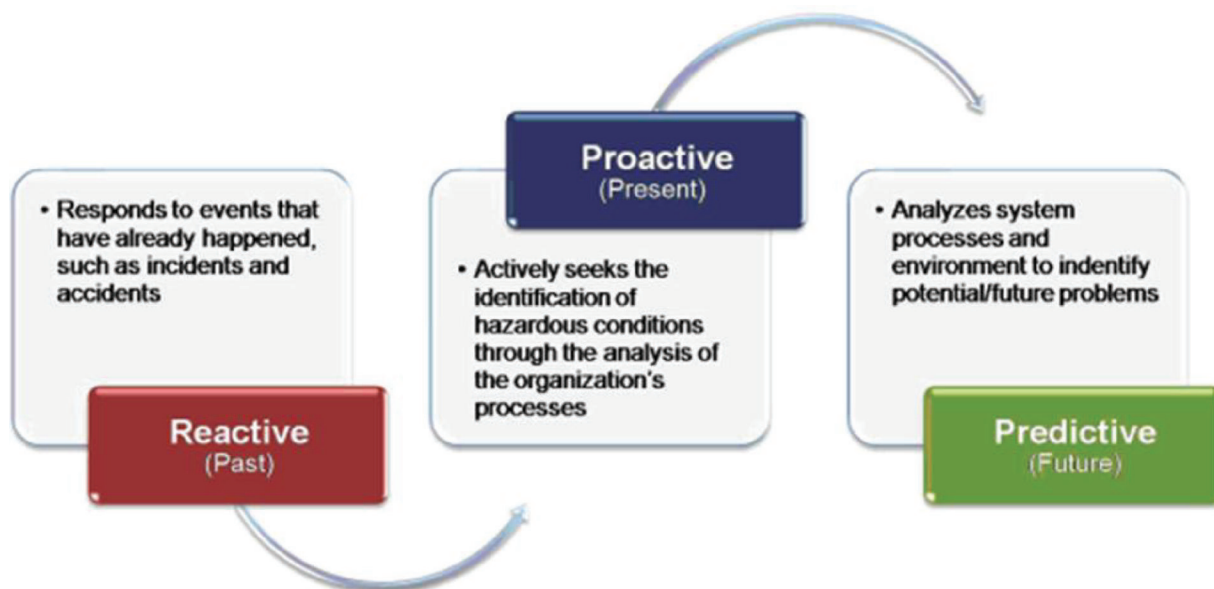 • Responds to events that
have already happened,
such as incidents and
accidents
Reactive
(Past)
Proactive
(Present)
• Actively seeks the
identification of
hazardous conditions
through the analysis of
the organization's
processes
• Analyzes system
processes and
environment to indentify
potential/future problems
Predictive
(Future)